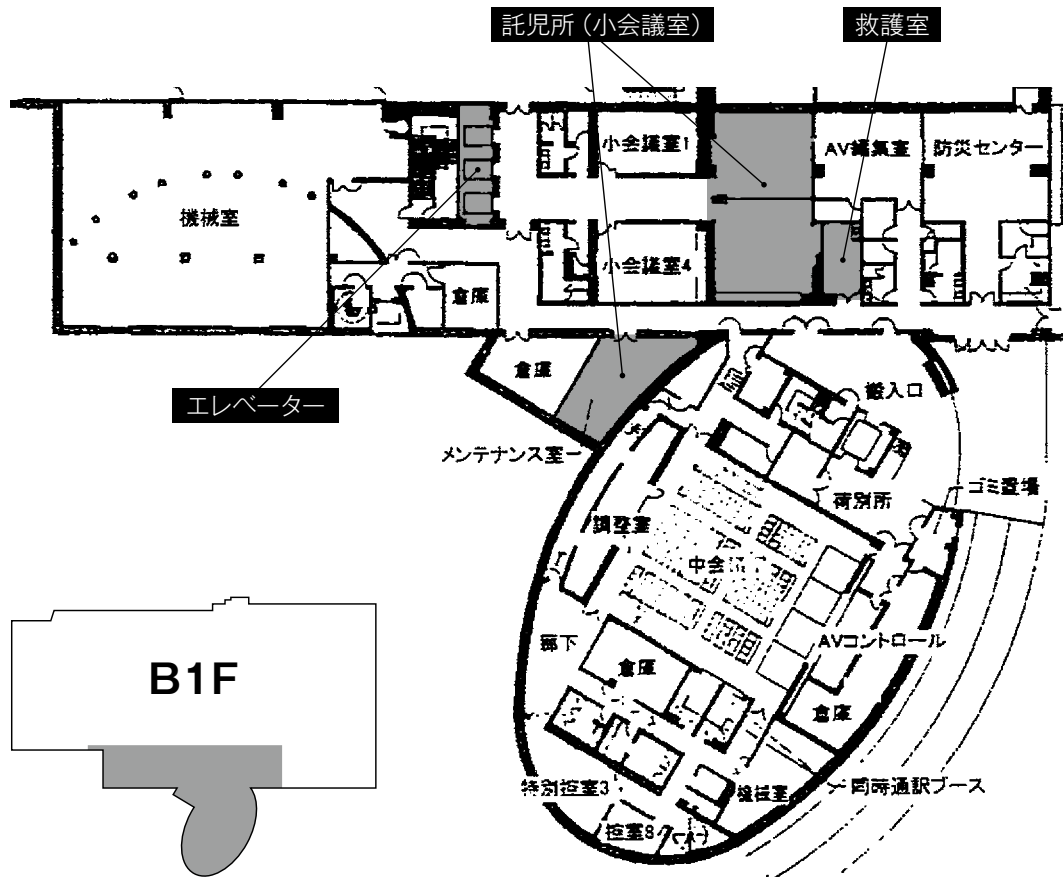 託児所（小会議室）
救護室
小会議室1
AV編集室
防災センター
機械室
小会議室4
倉庫
倉庫
エレベーター
搬入口
メンテナンス室
ゴミ置場
荷別所
調整室
中会議
廊下
AVコントロール
倉庫
倉庫
B1F
特別控室3
機械室
同時通訳ブース
控室8